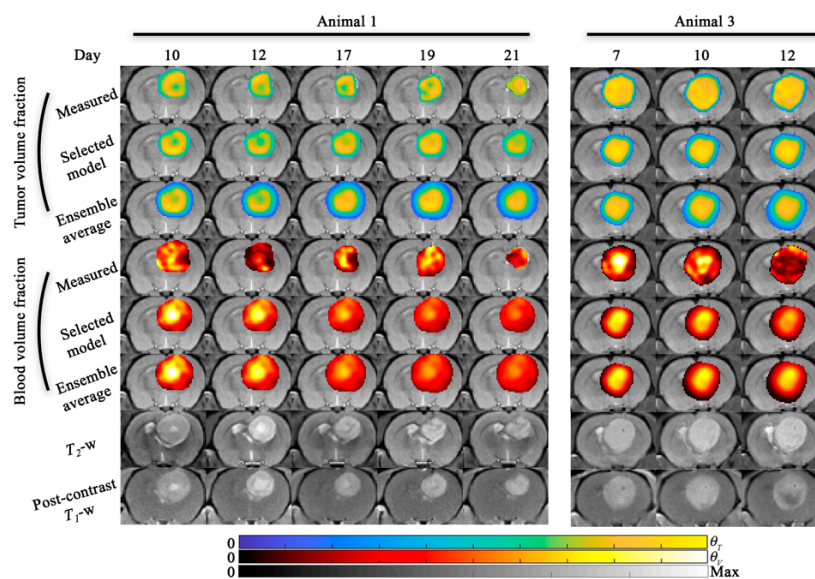 Animal 1
Animal 3
Day 10 12 17 19 21 7 10 12
Tumor volume fraction
Measured
Selected
model
Ensemble
average
Blood volume fraction
Measured
Selected
model
Ensemble
average
T2-w
Post-contrast
T1-w
0 θT
0 θV
0 Max